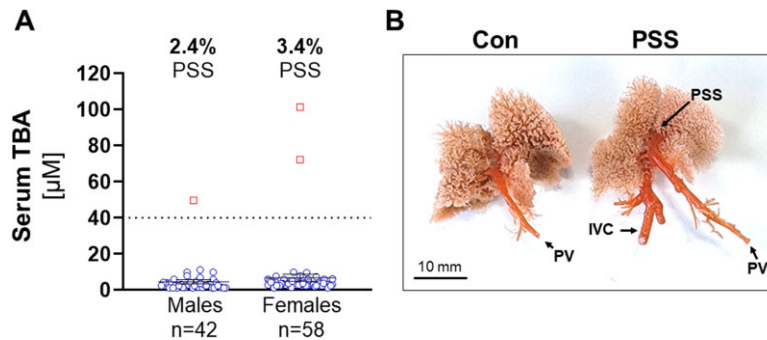 A
2.4%
PSS
3.4%
PSS
Serum TBA
[µM]
120
100
80
60
40
20
0
Males
n=42
Females
n=58
B
Con
PSS
PSS
IVC
PV
PV
10 mm